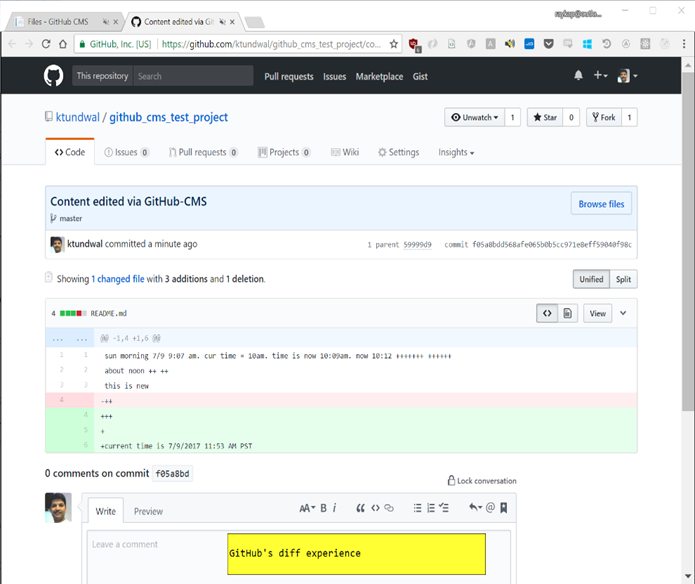 Files - GitHub CMS
Content edited via Git
GitHub, Inc. [US]
https://github.com/ktundwal/github_cms_test_project/co...
This repository
Search
Pull requests
Issues
Marketplace
Gist
ktundwal / github_cms_test_project
Unwatch
1
Star
0
Fork
1
Code
Issues 0
Pull requests 0
Projects 0
Wiki
Settings
Insights
Content edited via GitHub-CMS
master
Browse files
ktundwal committed a minute ago
1 parent 59999d9
commit f05a8bdd568afe065b0b5cc971e8eff59040f98c
Showing 1 changed file with 3 additions and 1 deletion.
Unified
Split
4
README.md
<>
View
... ... @@ -1,4 +1,6 @@
1 1 sun morning 7/9 9:07 am. cur time = 10am. time is now 10:09am. now 10:12 +++++++ ++++++
2 2 about noon ++ ++
3 3 this is new
4 -++
4 +++
5 +
6 +current time is 7/9/2017 11:53 AM PST
0 comments on commit f05a8bd
Lock conversation
Write
Preview
AA B i
Leave a comment
GitHub's diff experience